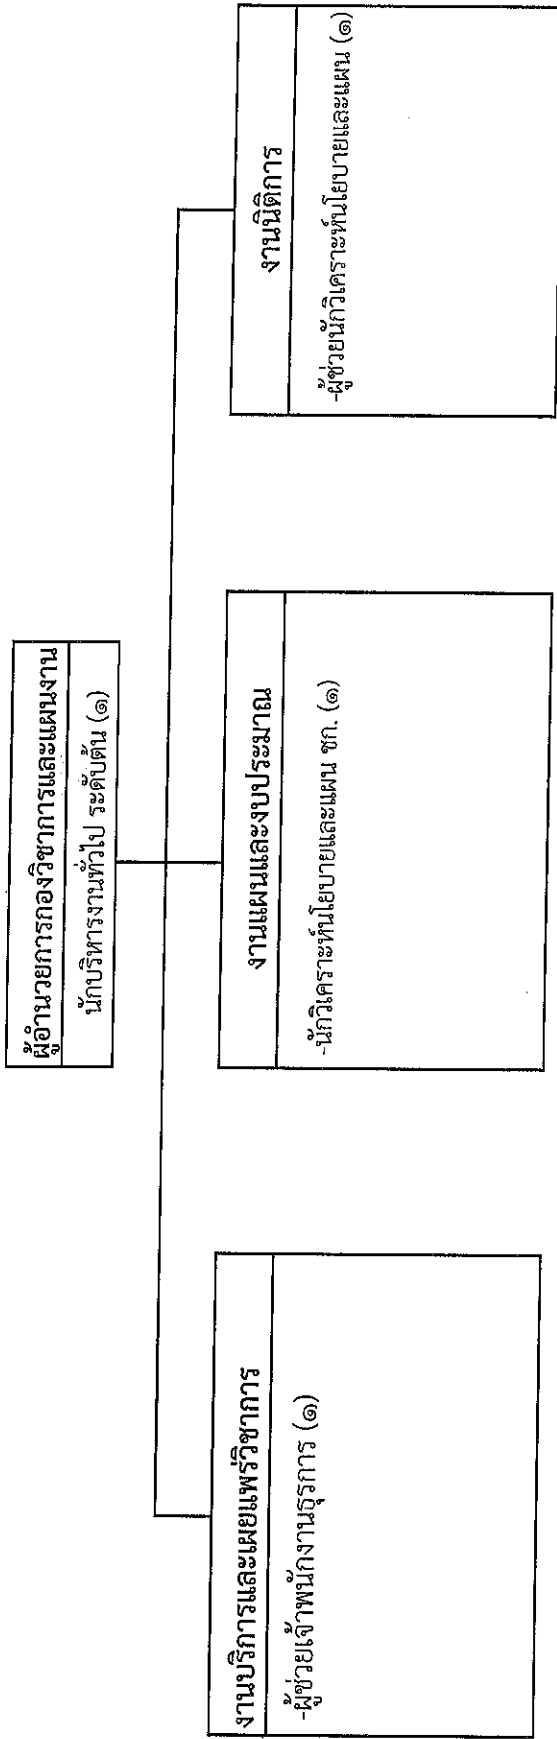 ผู้อำนวยการกองวิชาการและแผนงาน
นักบริหารงานทั่วไป ระดับต้น (๑)
งานบริการและเผยแพร่วิชาการ
-ผู้ช่วยเจ้าพนักงานธุรการ (๑)
งานแผนและงบประมาณ
-นักวิเคราะห์นโยบายและแผน ชก. (๑)
งานนิติการ
-ผู้ช่วยนักวิเคราะห์นโยบายและแผน (๑)